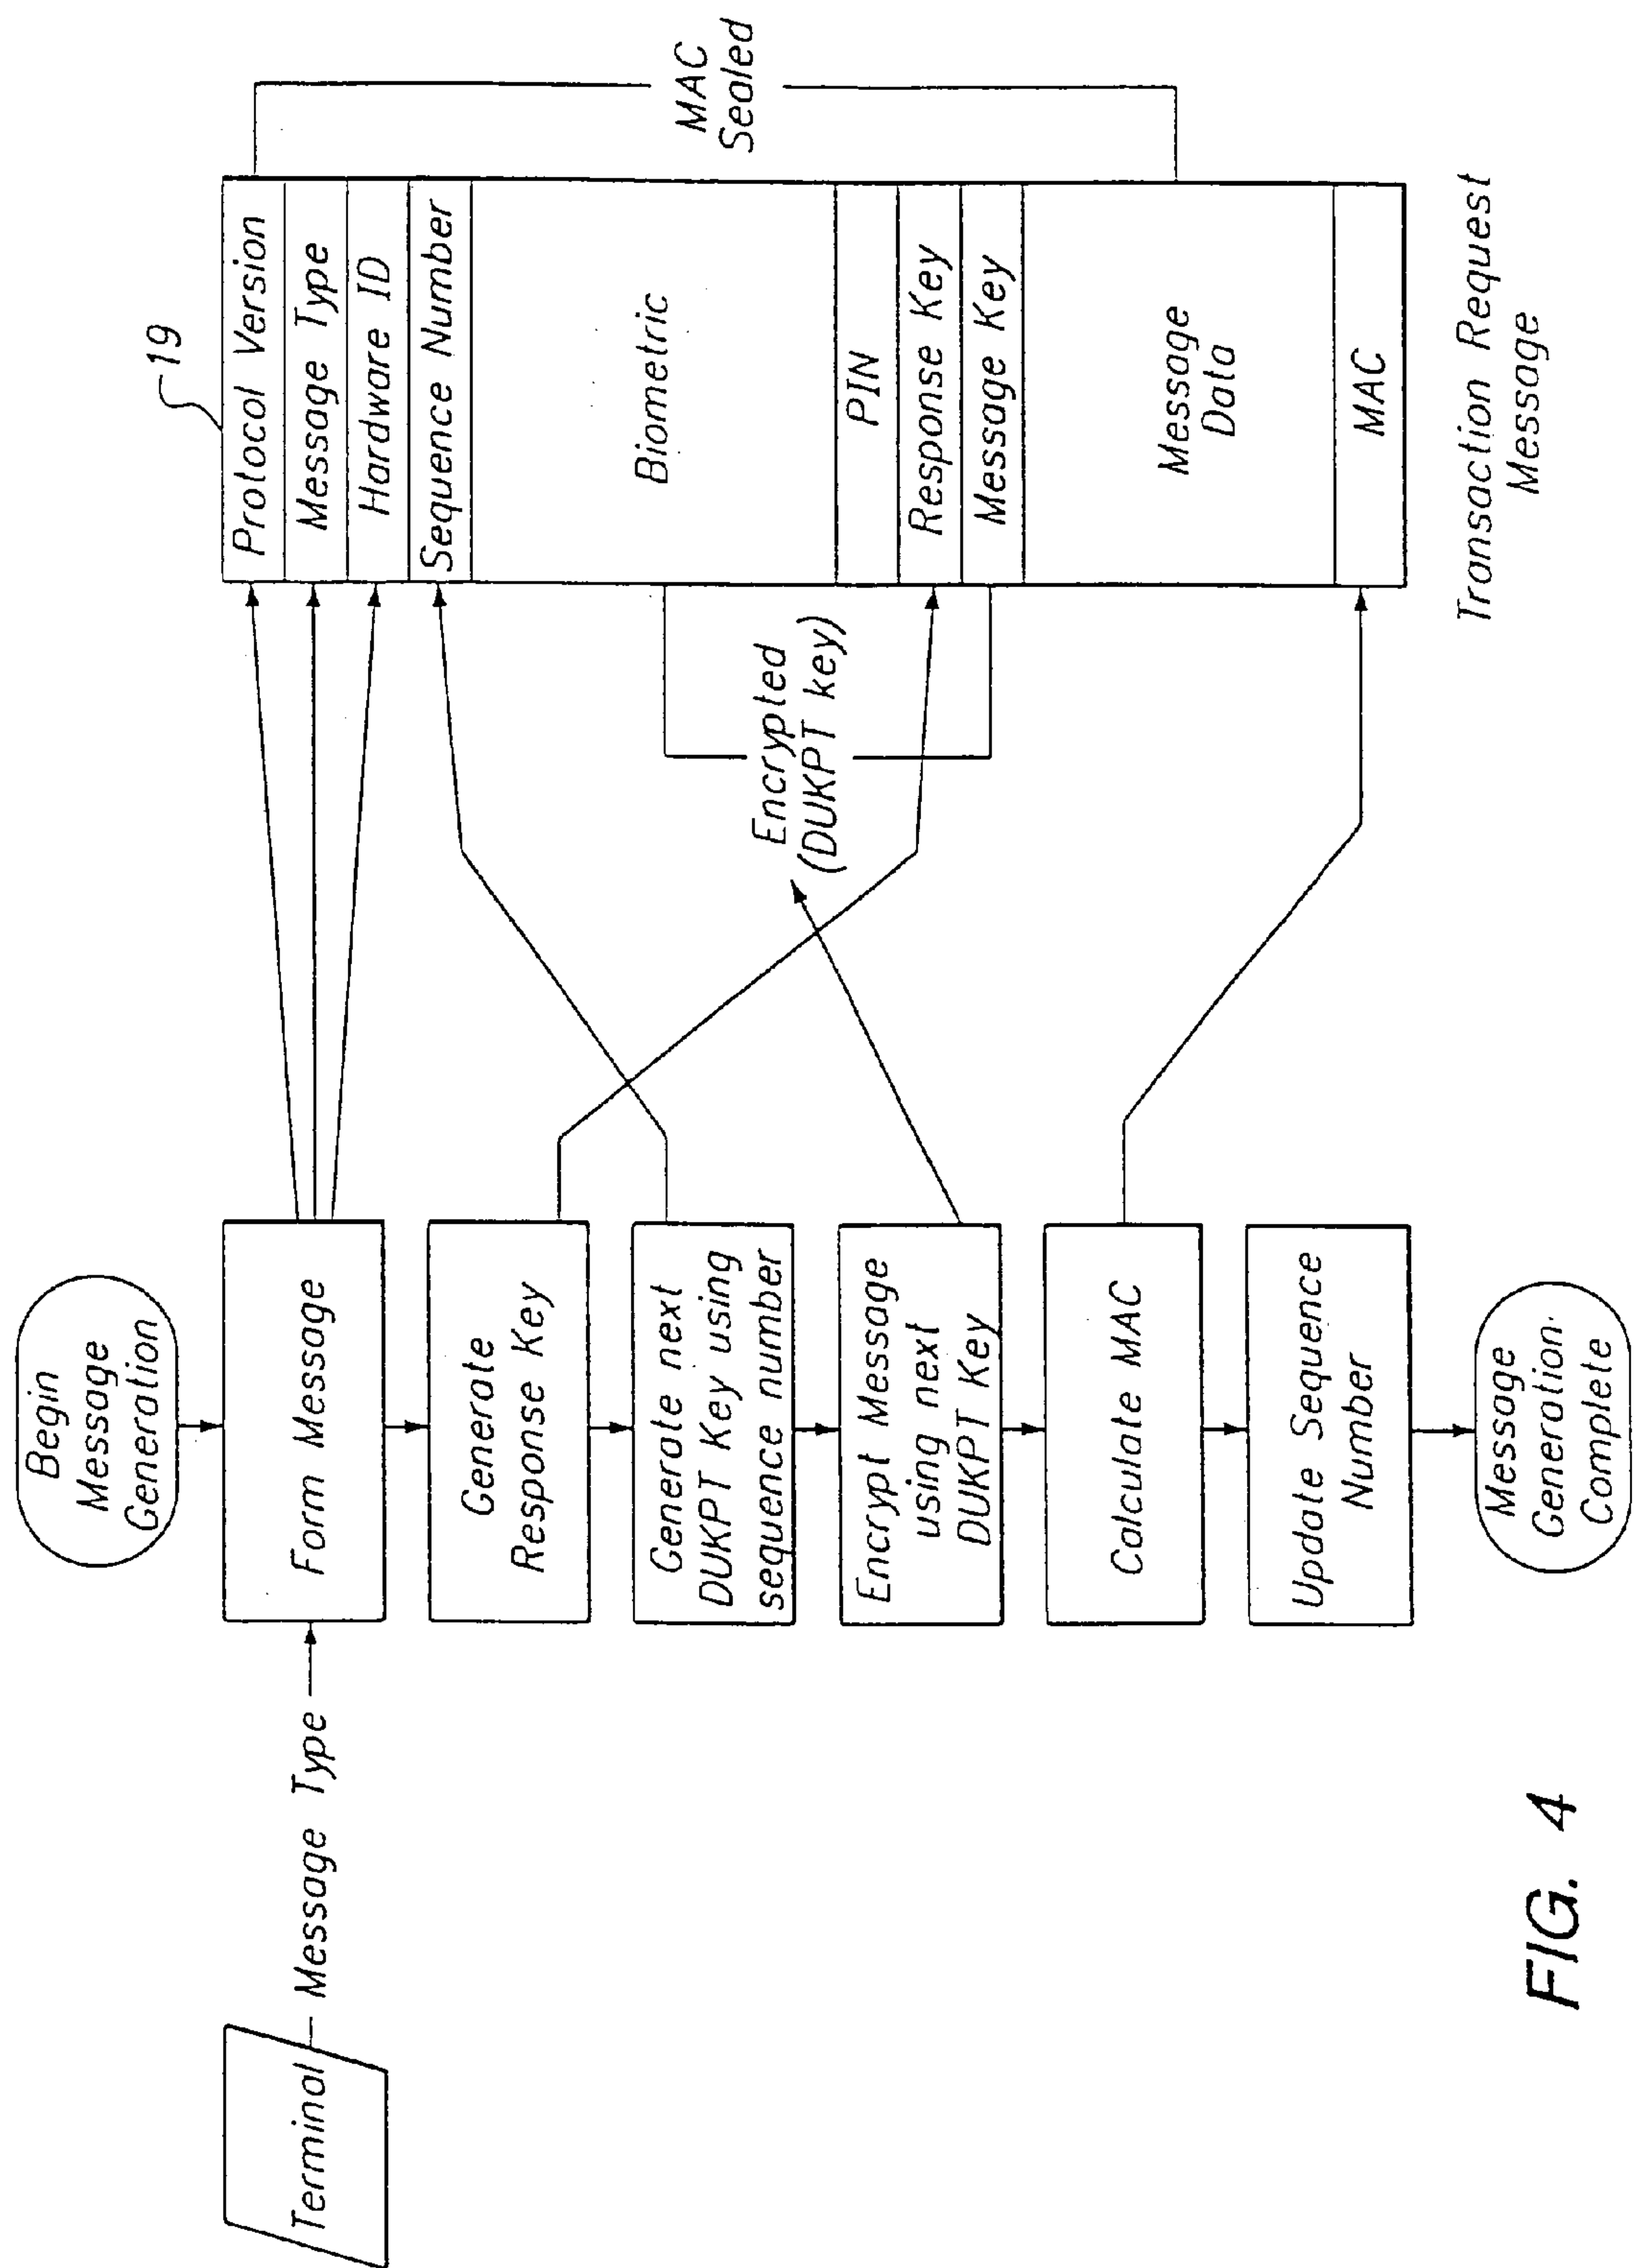 Begin
Message
Generation
Terminal
Message Type
Form Message
Generate
Response Key
Generate next
DUKPT Key using
sequence number
Encrypt Message
using next
DUKPT Key
Calculate MAC
Update Sequence
Number
Message
Generation
Complete
Encrypted
(DUKPT key)
19
Protocol Version
Message Type
Hardware ID
Sequence Number
Biometric
PIN
Response Key
Message Key
Message
Data
MAC
MAC
Sealed
Transaction Request
Message
FIG. 4